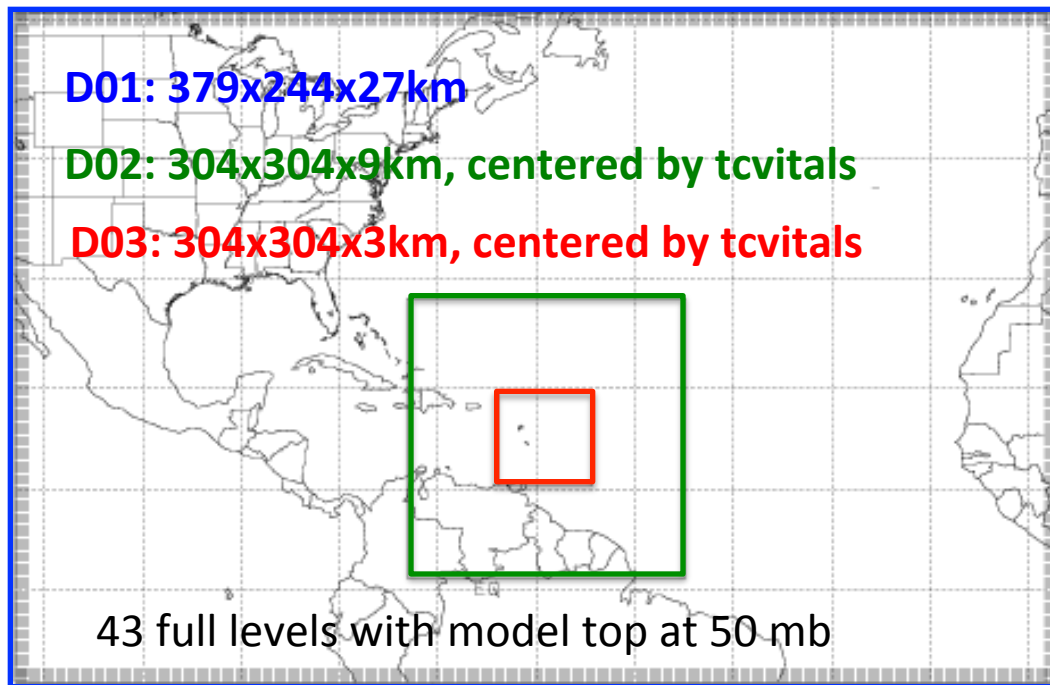 D01: 379x244x27km
D02: 304x304x9km, centered by tcvitals
D03: 304x304x3km, centered by tcvitals
EQ
43 full levels with model top at 50 mb